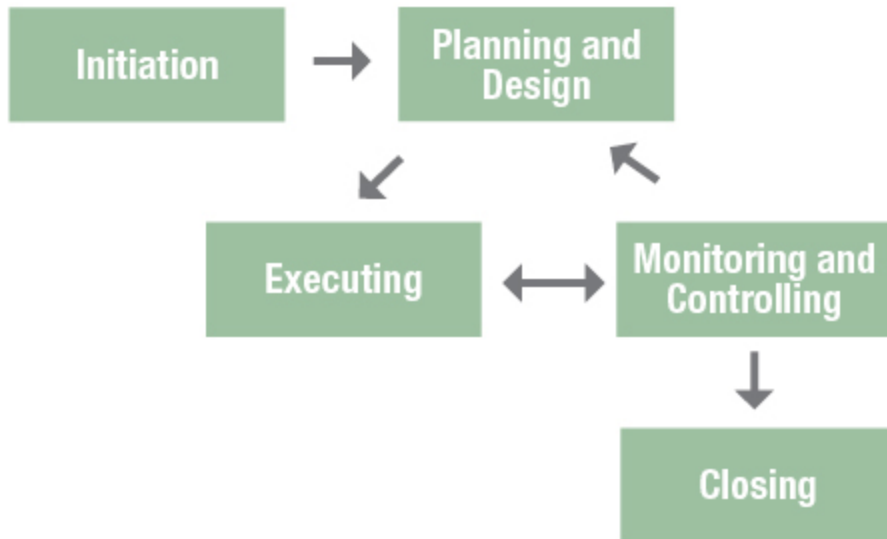 Initiation
Planning and
Design
Executing
Monitoring and
Controlling
Closing